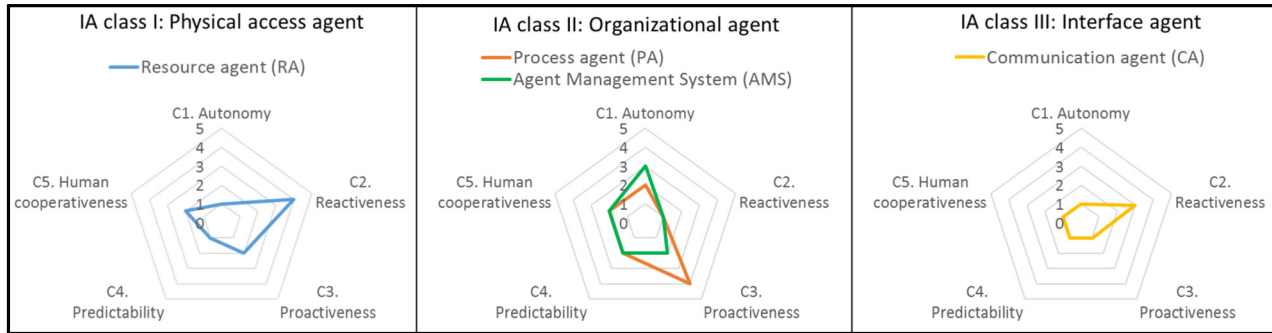 IA class I: Physical access agent
Resource agent (RA)
C1. Autonomy
5
4
3
2
1
0
C2.
Reactiveness
C3.
Proactiveness
C4.
Predictability
C5. Human
cooperativeness
IA class II: Organizational agent
Process agent (PA)
Agent Management System (AMS)
C1. Autonomy
5
4
3
2
1
0
C2.
Reactiveness
C3.
Proactiveness
C4.
Predictability
C5. Human
cooperativeness
IA class III: Interface agent
Communication agent (CA)
C1. Autonomy
5
4
3
2
1
0
C2.
Reactiveness
C3.
Proactiveness
C4.
Predictability
C5. Human
cooperativeness